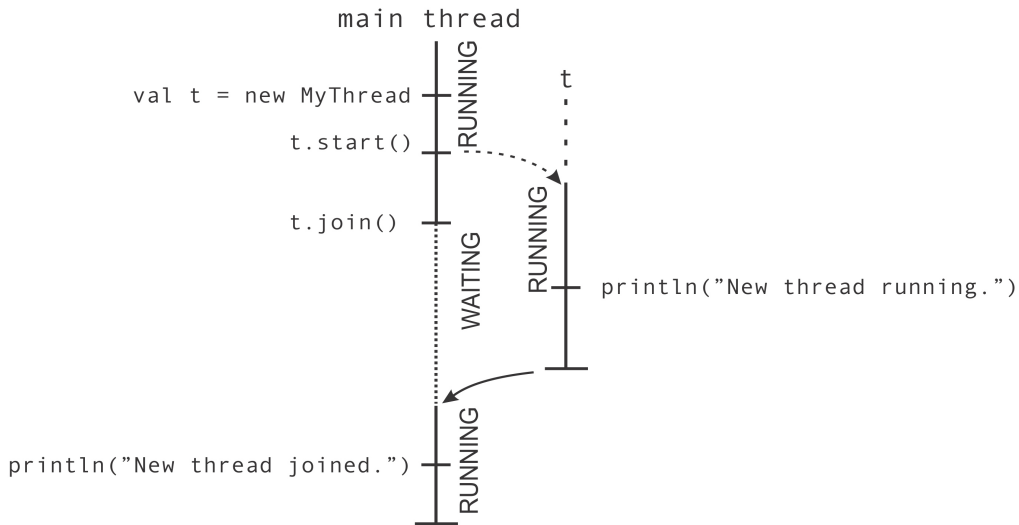 main thread
RUNNING
t
val t = new MyThread
t.start()
RUNNING
t.join()
WAITING
println(”New thread running.”)
RUNNING
println(”New thread joined.”)